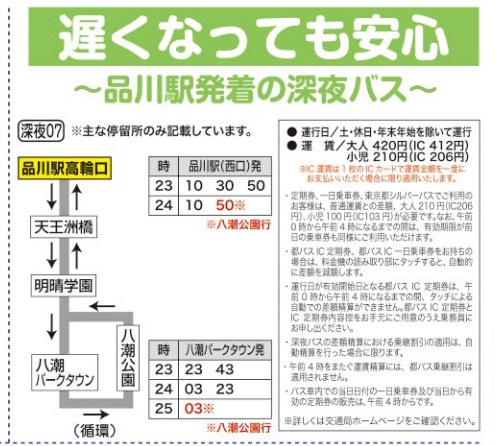 遅くなっても安心
～品川駅発着の深夜バス～
深夜07 ※主な停留所のみ記載しています。
品川駅高輪口
天王洲橋
明晴学園
八潮公園
八潮
パークタウン
(循環)
時 品川駅(西口)発
23 10 30 50
24 10 50※
※八潮公園行
時 八潮パークタウン発
23 23 43
24 03 23
25 03※
※八潮公園行
● 運行日/土・休日・年末年始を除いて運行
● 運 賃/大人 420円(IC 412円)
小児 210円(IC 206円)
※IC運賃は1枚のICカードで運賃全額を一度に
お支払いいただく場合に限り適用いたします。
・定期券、一日乗車券、東京都シルバーパスでご利用の
お客様は、普通運賃との差額、大人210円(IC206
円)、小児100円(IC103円)が必要です。なお、午前
0時から午前4時になるまでの間は、有効期限が前
日の乗車券も同様にご利用いただけます。
・都バスIC定期券、都バスIC一日乗車券をお持ちの
場合は、料金機の読み取り部にタッチすると、自動的
に差額を減額します。
・運行日が有効開始日となる都バスIC定期券は、午
前0時から午前4時になるまでの間、タッチによる
自動での差額精算ができません。都バスIC定期券と
IC定期券内容控をお手元にご用意のうえ乗務員に
お申し出ください。
・深夜バスの差額精算における乗継割引の適用は、自
動精算を行った場合に限ります。
・午前4時をまたぐ運賃精算には、都バス乗継割引は
適用されません。
・バス車内での当日日付の一日乗車券及び当日から有
効の定期券の販売は、午前4時からです。
※詳しくは交通局ホームページをご確認ください。